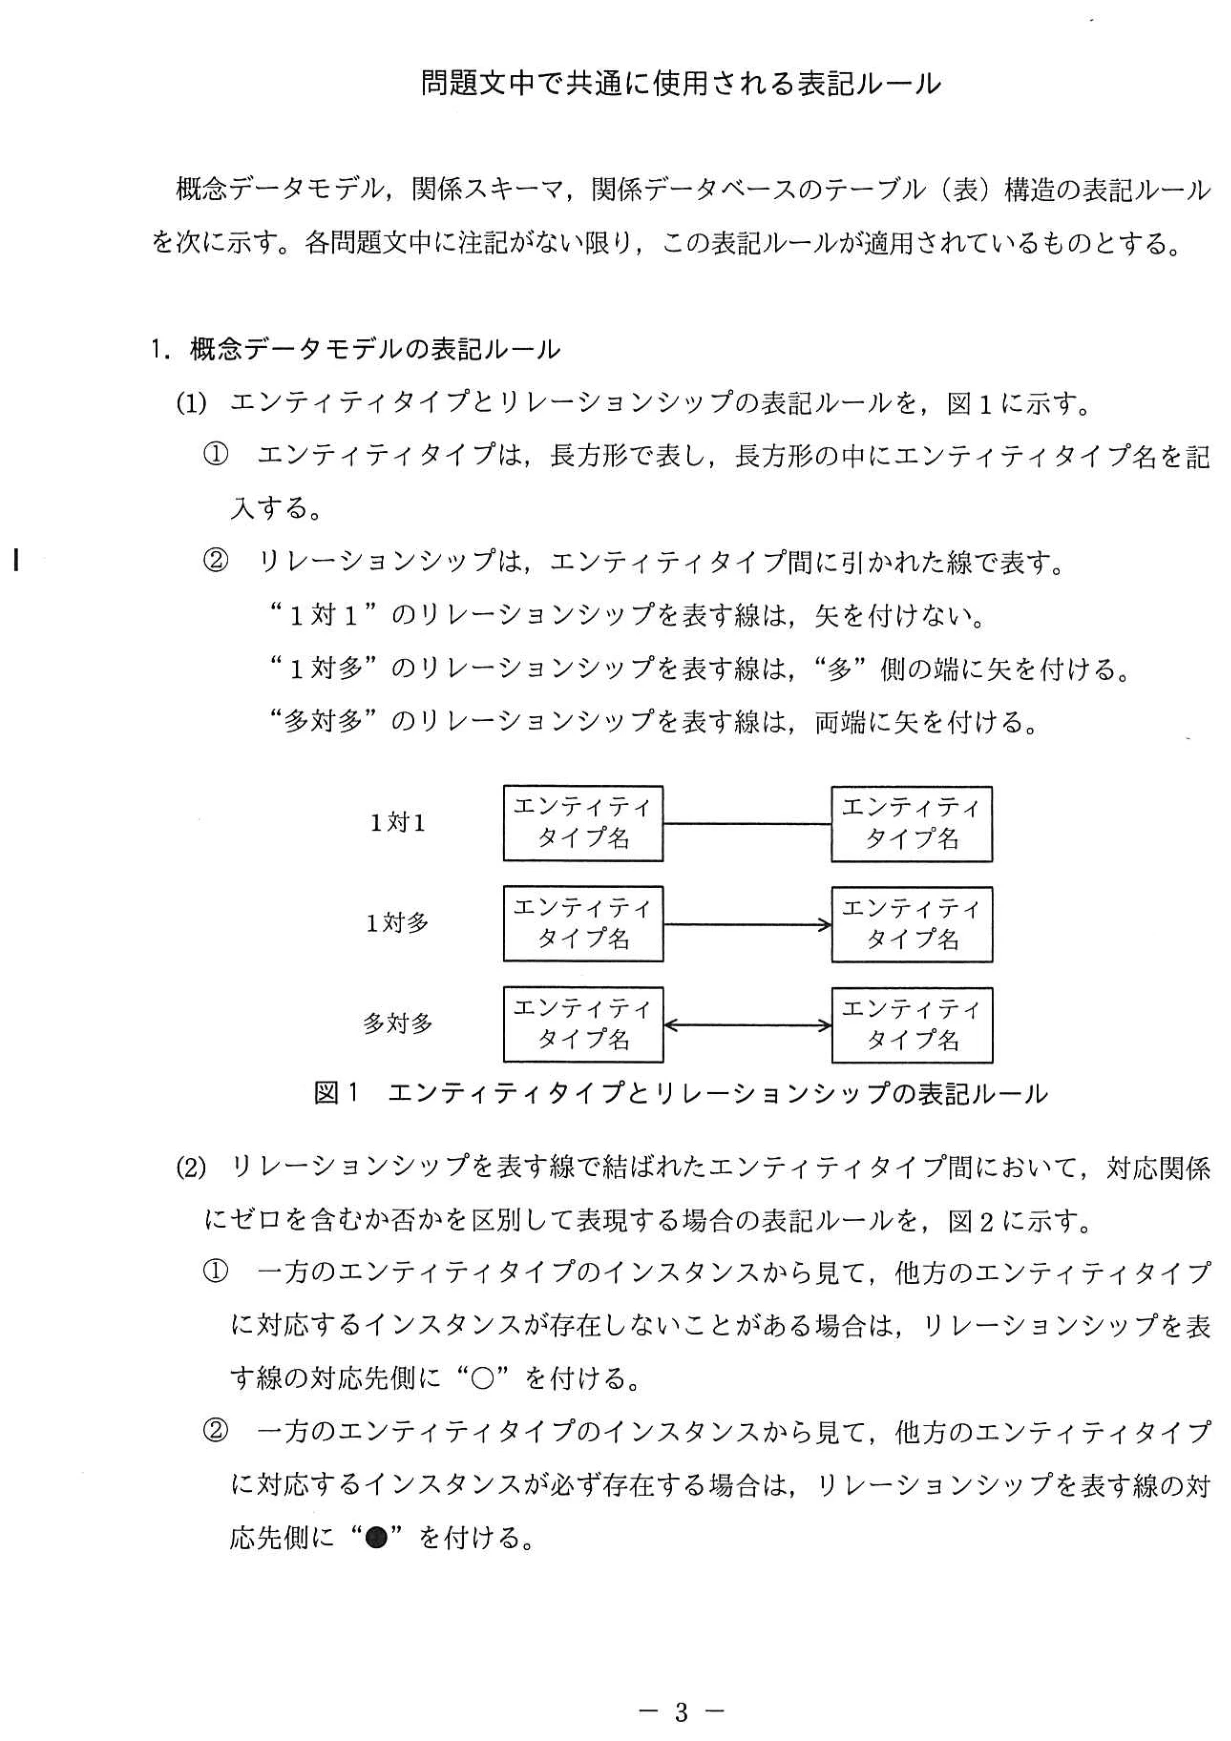 問題文中で共通に使用される表記ルール
概念データモデル，関係スキーマ，関係データベースのテーブル（表）構造の表記ルール
を次に示す。各問題文中に注記がない限り，この表記ルールが適用されているものとする。
1．概念データモデルの表記ルール
(1) エンティティタイプとリレーションシップの表記ルールを，図1に示す。
① エンティティタイプは，長方形で表し，長方形の中にエンティティタイプ名を記
入する。
② リレーションシップは，エンティティタイプ間に引かれた線で表す。
“1対1”のリレーションシップを表す線は，矢を付けない。
“1対多”のリレーションシップを表す線は，“多”側の端に矢を付ける。
“多対多”のリレーションシップを表す線は，両端に矢を付ける。
1対1 エンティティ エンティティ
タイプ名 タイプ名
1対多 エンティティ エンティティ
タイプ名 タイプ名
多対多 エンティティ エンティティ
タイプ名 タイプ名
図1 エンティティタイプとリレーションシップの表記ルール
(2) リレーションシップを表す線で結ばれたエンティティタイプ間において，対応関係
にゼロを含むか否かを区別して表現する場合の表記ルールを，図2に示す。
① 一方のエンティティタイプのインスタンスから見て，他方のエンティティタイプ
に対応するインスタンスが存在しないことがある場合は，リレーションシップを表
す線の対応先側に“○”を付ける。
② 一方のエンティティタイプのインスタンスから見て，他方のエンティティタイプ
に対応するインスタンスが必ず存在する場合は，リレーションシップを表す線の対
応先側に“●”を付ける。
－ 3 －